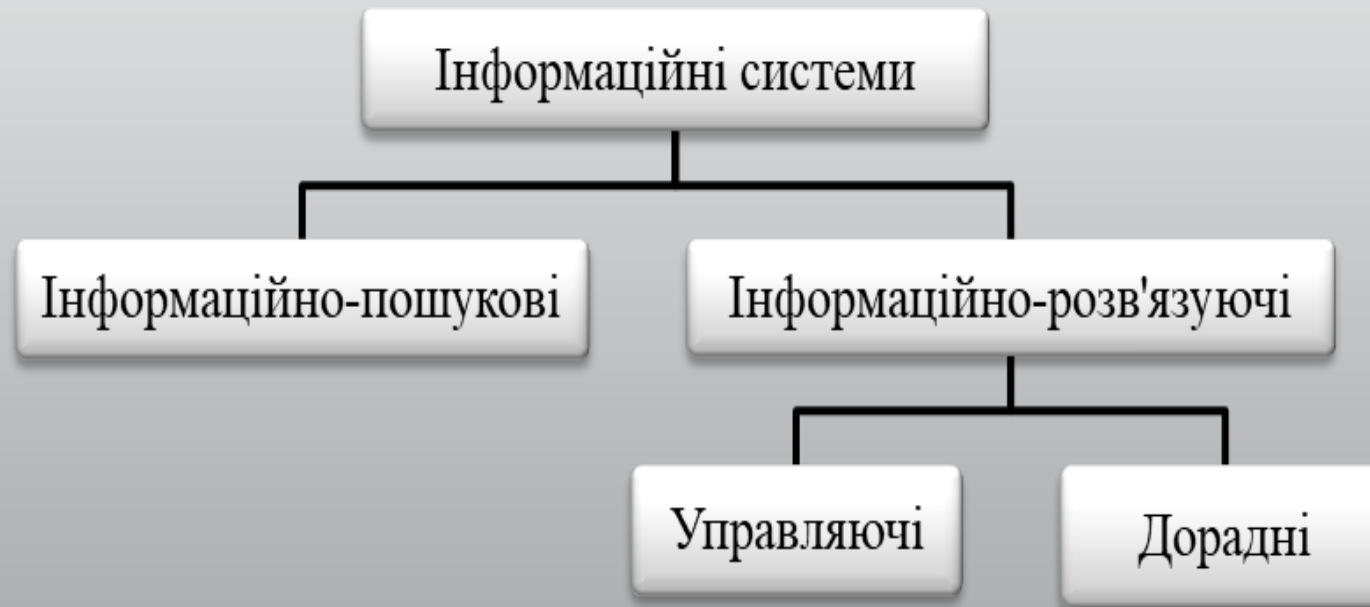 Інформаційні системи
Інформаційно-пошукові
Інформаційно-розв'язуючі
Управляючі
Дорадні